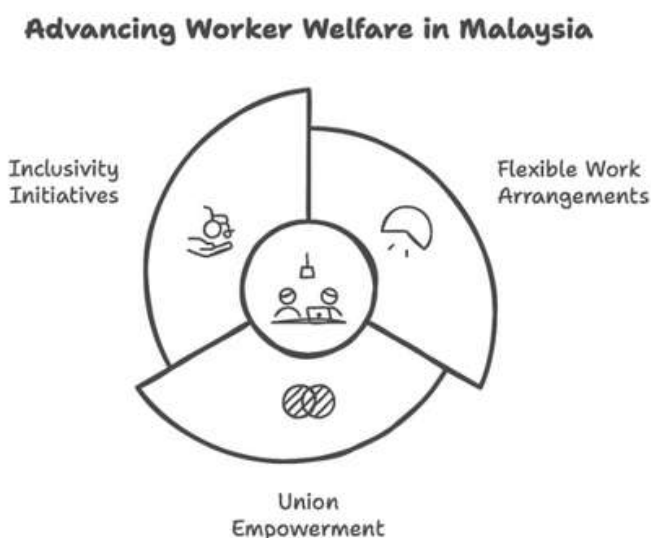 Advancing Worker Welfare in Malaysia
Inclusivity
Initiatives
Flexible Work
Arrangements
Union
Empowerment